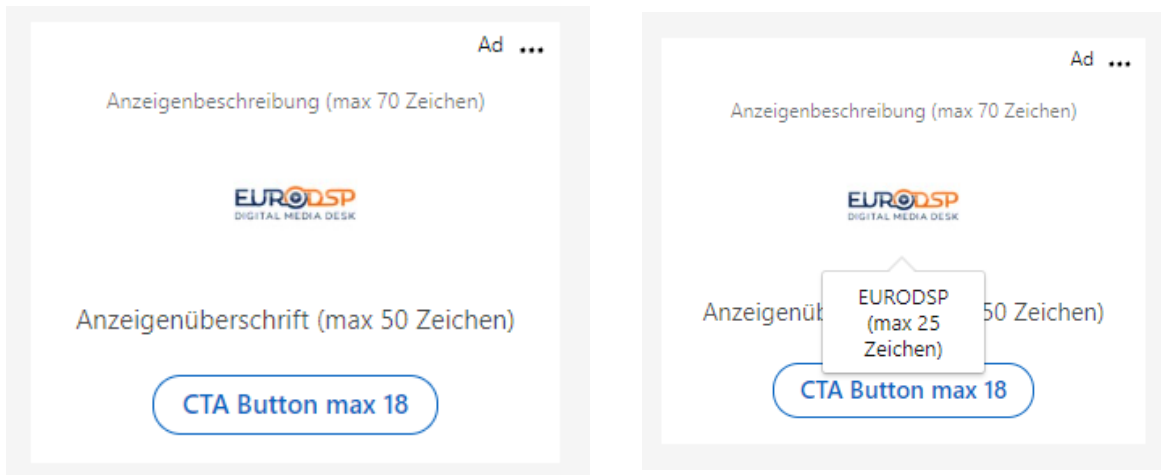 Ad ...
Anzeigenbeschreibung (max 70 Zeichen)
EURODSP
DIGITAL MEDIA DESK
Anzeigenüberschrift (max 50 Zeichen)
CTA Button max 18
Ad ...
Anzeigenbeschreibung (max 70 Zeichen)
EURODSP
DIGITAL MEDIA DESK
EURODSP
(max 25
Zeichen)
50 Zeichen)
CTA Button max 18